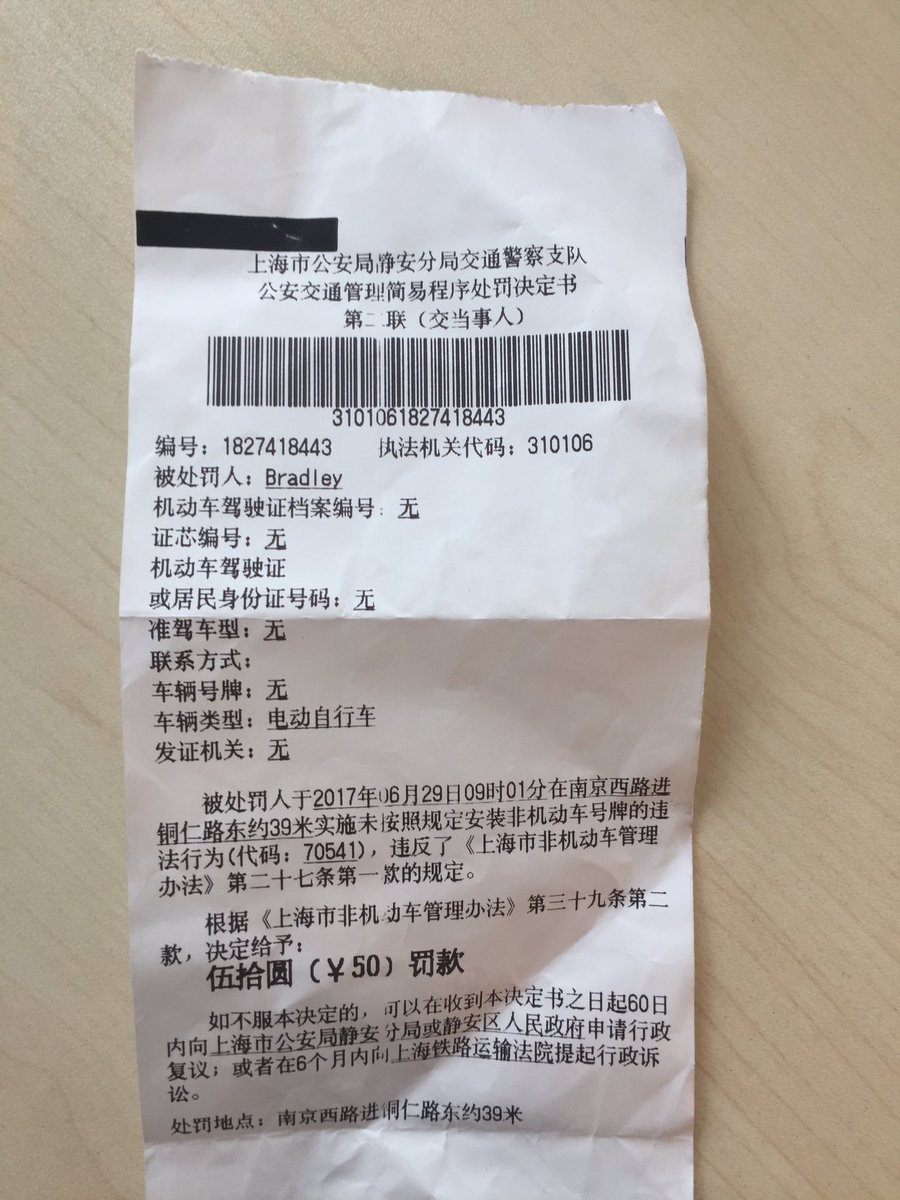 上海市公安局静安分局交通警察支队
公安交通管理简易程序处罚决定书
第二联（交当事人）
3101061827418443
编号：1827418443 执法机关代码：310106
被处罚人：Bradley
机动车驾驶证档案编号：无
证芯编号：无
机动车驾驶证
或居民身份证号码：无
准驾车型：无
联系方式：
车辆号牌：无
车辆类型：电动自行车
发证机关：无
被处罚人于2017年06月29日09时01分在南京西路进
铜仁路东约39米实施未按照规定安装非机动车号牌的违
法行为(代码：70541)，违反了《上海市非机动车管理
办法》第二十七条第一款的规定。
根据《上海市非机动车管理办法》第三十九条第二
款，决定给予：
伍拾圆（￥50）罚款
如不服本决定的，可以在收到本决定书之日起60日
内向上海市公安局静安分局或静安区人民政府申请行政
复议；或者在6个月内向上海铁路运输法院提起行政诉
讼。
处罚地点：南京西路进铜仁路东约39米